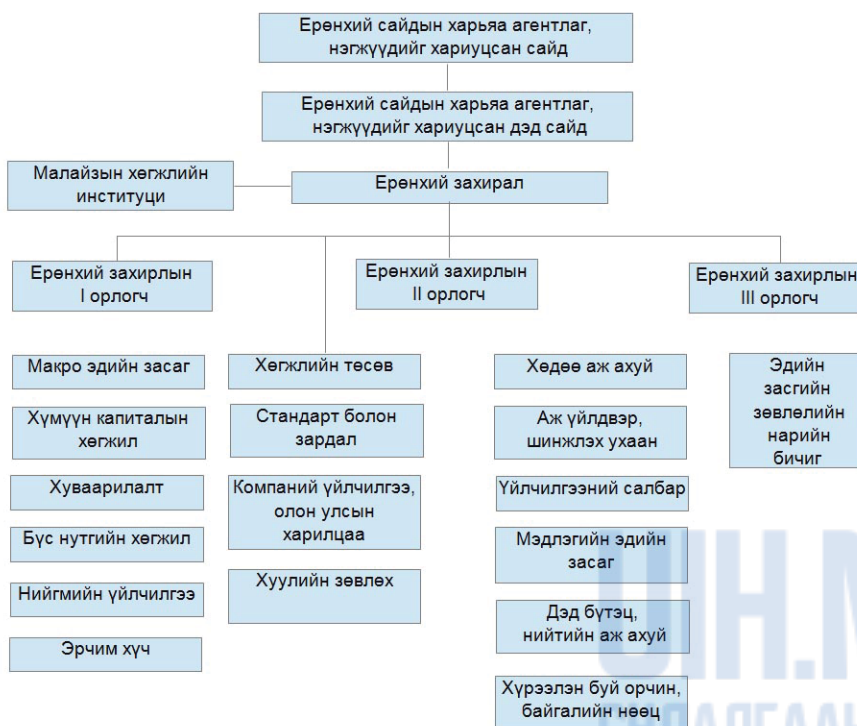 Ерөнхий сайдын харьяа агентлаг,
нэгжүүдийг хариуцсан сайд
Ерөнхий сайдын харьяа агентлаг,
нэгжүүдийг хариуцсан дэд сайд
Малайзын хөгжлийн
институци
Ерөнхий захирал
Ерөнхий захирлын
I орлогч
Ерөнхий захирлын
II орлогч
Ерөнхий захирлын
III орлогч
Макро эдийн засаг
Хүмүүн капиталын
хөгжил
Хуваарилалт
Бүс нутгийн хөгжил
Нийгмийн үйлчилгээ
Эрчим хүч
Хөгжлийн төсөв
Стандарт болон
зардал
Компаний үйлчилгээ,
олон улсын
харилцаа
Хуулийн зөвлөх
Хөдөө аж ахуй
Аж үйлдвэр,
шинжлэх ухаан
Үйлчилгээний салбар
Мэдлэгийн эдийн
засаг
Дэд бүтэц,
нийтийн аж ахуй
Хүрээлэн буй орчин,
байгалийн нөөц
Эдийн
засгийн
зөвлөлийн
нарийн
бичиг
UIH.M